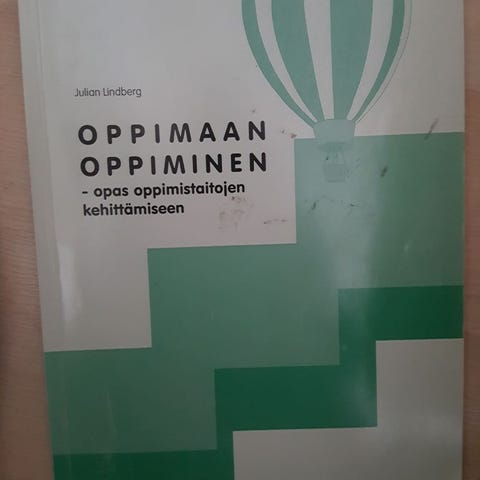 Julian Lindberg
OPPIMAAN
OPPIMINEN
- opas oppimistaitojen
kehittämiseen